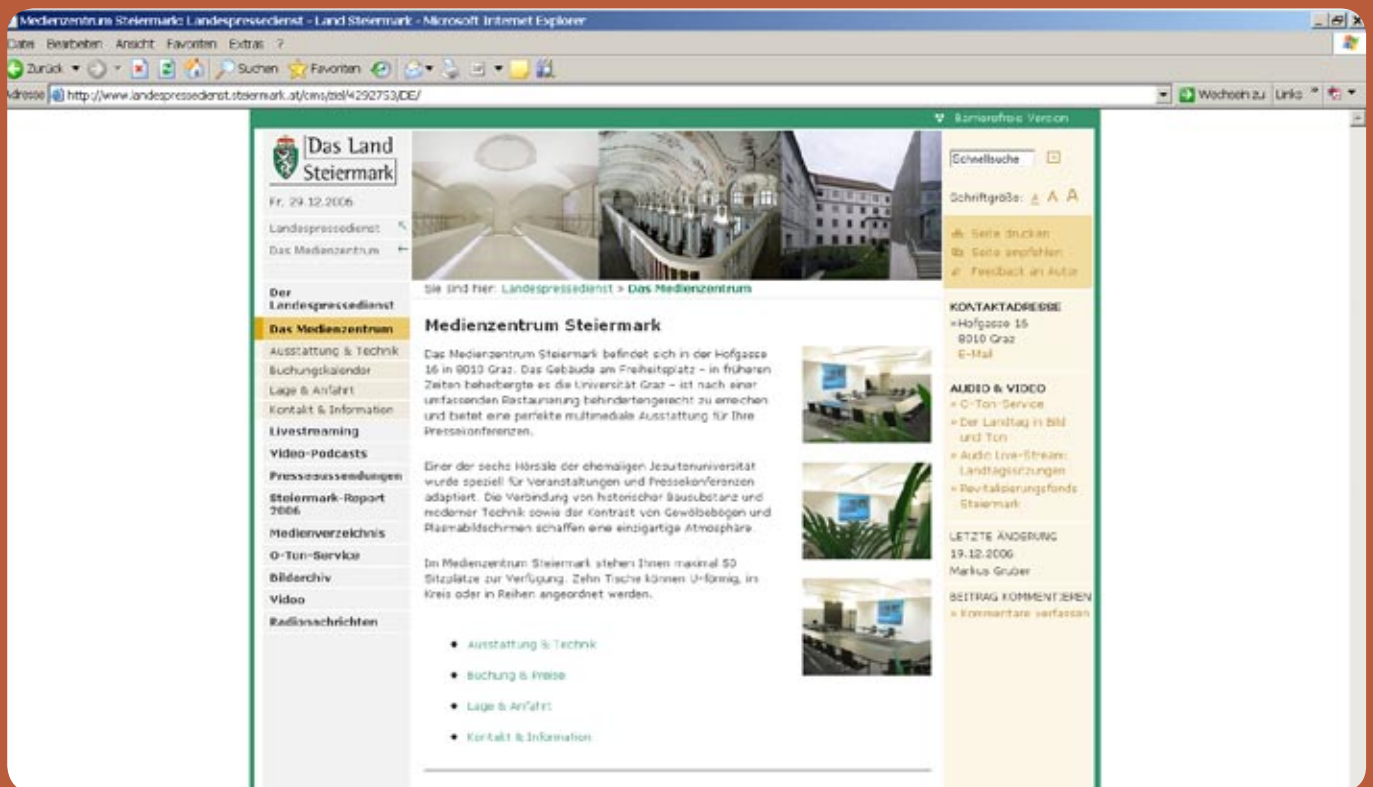 Medienzentrum Steiermark: Landespressedienst - Land Steiermark - Microsoft Internet Explorer
Datei Bearbeiten Ansicht Favoriten Extras ?
Zurück Suchen Favoriten
Adresse http://www.landespressedienst.steiermark.at/cms/ziel/4292753/DE/ Wechseln zu Links »
Barrierefreie Version
Das Land
Steiermark
Fr, 29.12.2006
Landespressedienst
Das Medienzentrum
Der
Landespressedienst
Das Medienzentrum
Ausstattung & Technik
Buchungskalender
Lage & Anfahrt
Kontakt & Information
Livestreaming
Video-Podcasts
Presseaussendungen
Steiermark-Report
2006
Medienverzeichnis
O-Ton-Service
Bildarchiv
Video
Radionachrichten
Sie sind hier: Landespressedienst > Das Medienzentrum
Medienzentrum Steiermark
Das Medienzentrum Steiermark befindet sich in der Hofgasse
16 in 8010 Graz. Das Gebäude am Freiheitsplatz – in früheren
Zeiten beherbergte es die Universität Graz – ist nach einer
umfassenden Restaurierung behindertengerecht zu erreichen
und bietet eine perfekte multimediale Ausstattung für Ihre
Pressekonferenzen.
Einer der sechs Hörsäle der ehemaligen Jesuitenuniversität
wurde speziell für Veranstaltungen und Pressekonferenzen
adaptiert. Die Verbindung von historischer Bausubstanz und
moderner Technik sowie der Kontrast von Gewölbebögen und
Plasmabildschirmen schaffen eine einzigartige Atmosphäre.
Im Medienzentrum Steiermark stehen Ihnen maximal 50
Sitzplätze zur Verfügung. Zehn Tische können U-förmig, im
Kreis oder in Reihen angeordnet werden.
Ausstattung & Technik
Buchung & Preise
Lage & Anfahrt
Kontakt & Information
Schnellsuche
Schriftgröße: A A A
Seite drucken
Seite empfehlen
Feedback an Autor
KONTAKTADRESSE
»Hofgasse 16
8010 Graz
E-Mail
AUDIO & VIDEO
» O-Ton-Service
» Der Landtag in Bild
und Ton
» Audio Live-Stream:
Landtagssitzungen
» Revitalisierungsfonds
Steiermark
LETZTE ÄNDERUNG
19.12.2006
Markus Gruber
BEITRAG KOMMENTIEREN
» Kommentare verfassen